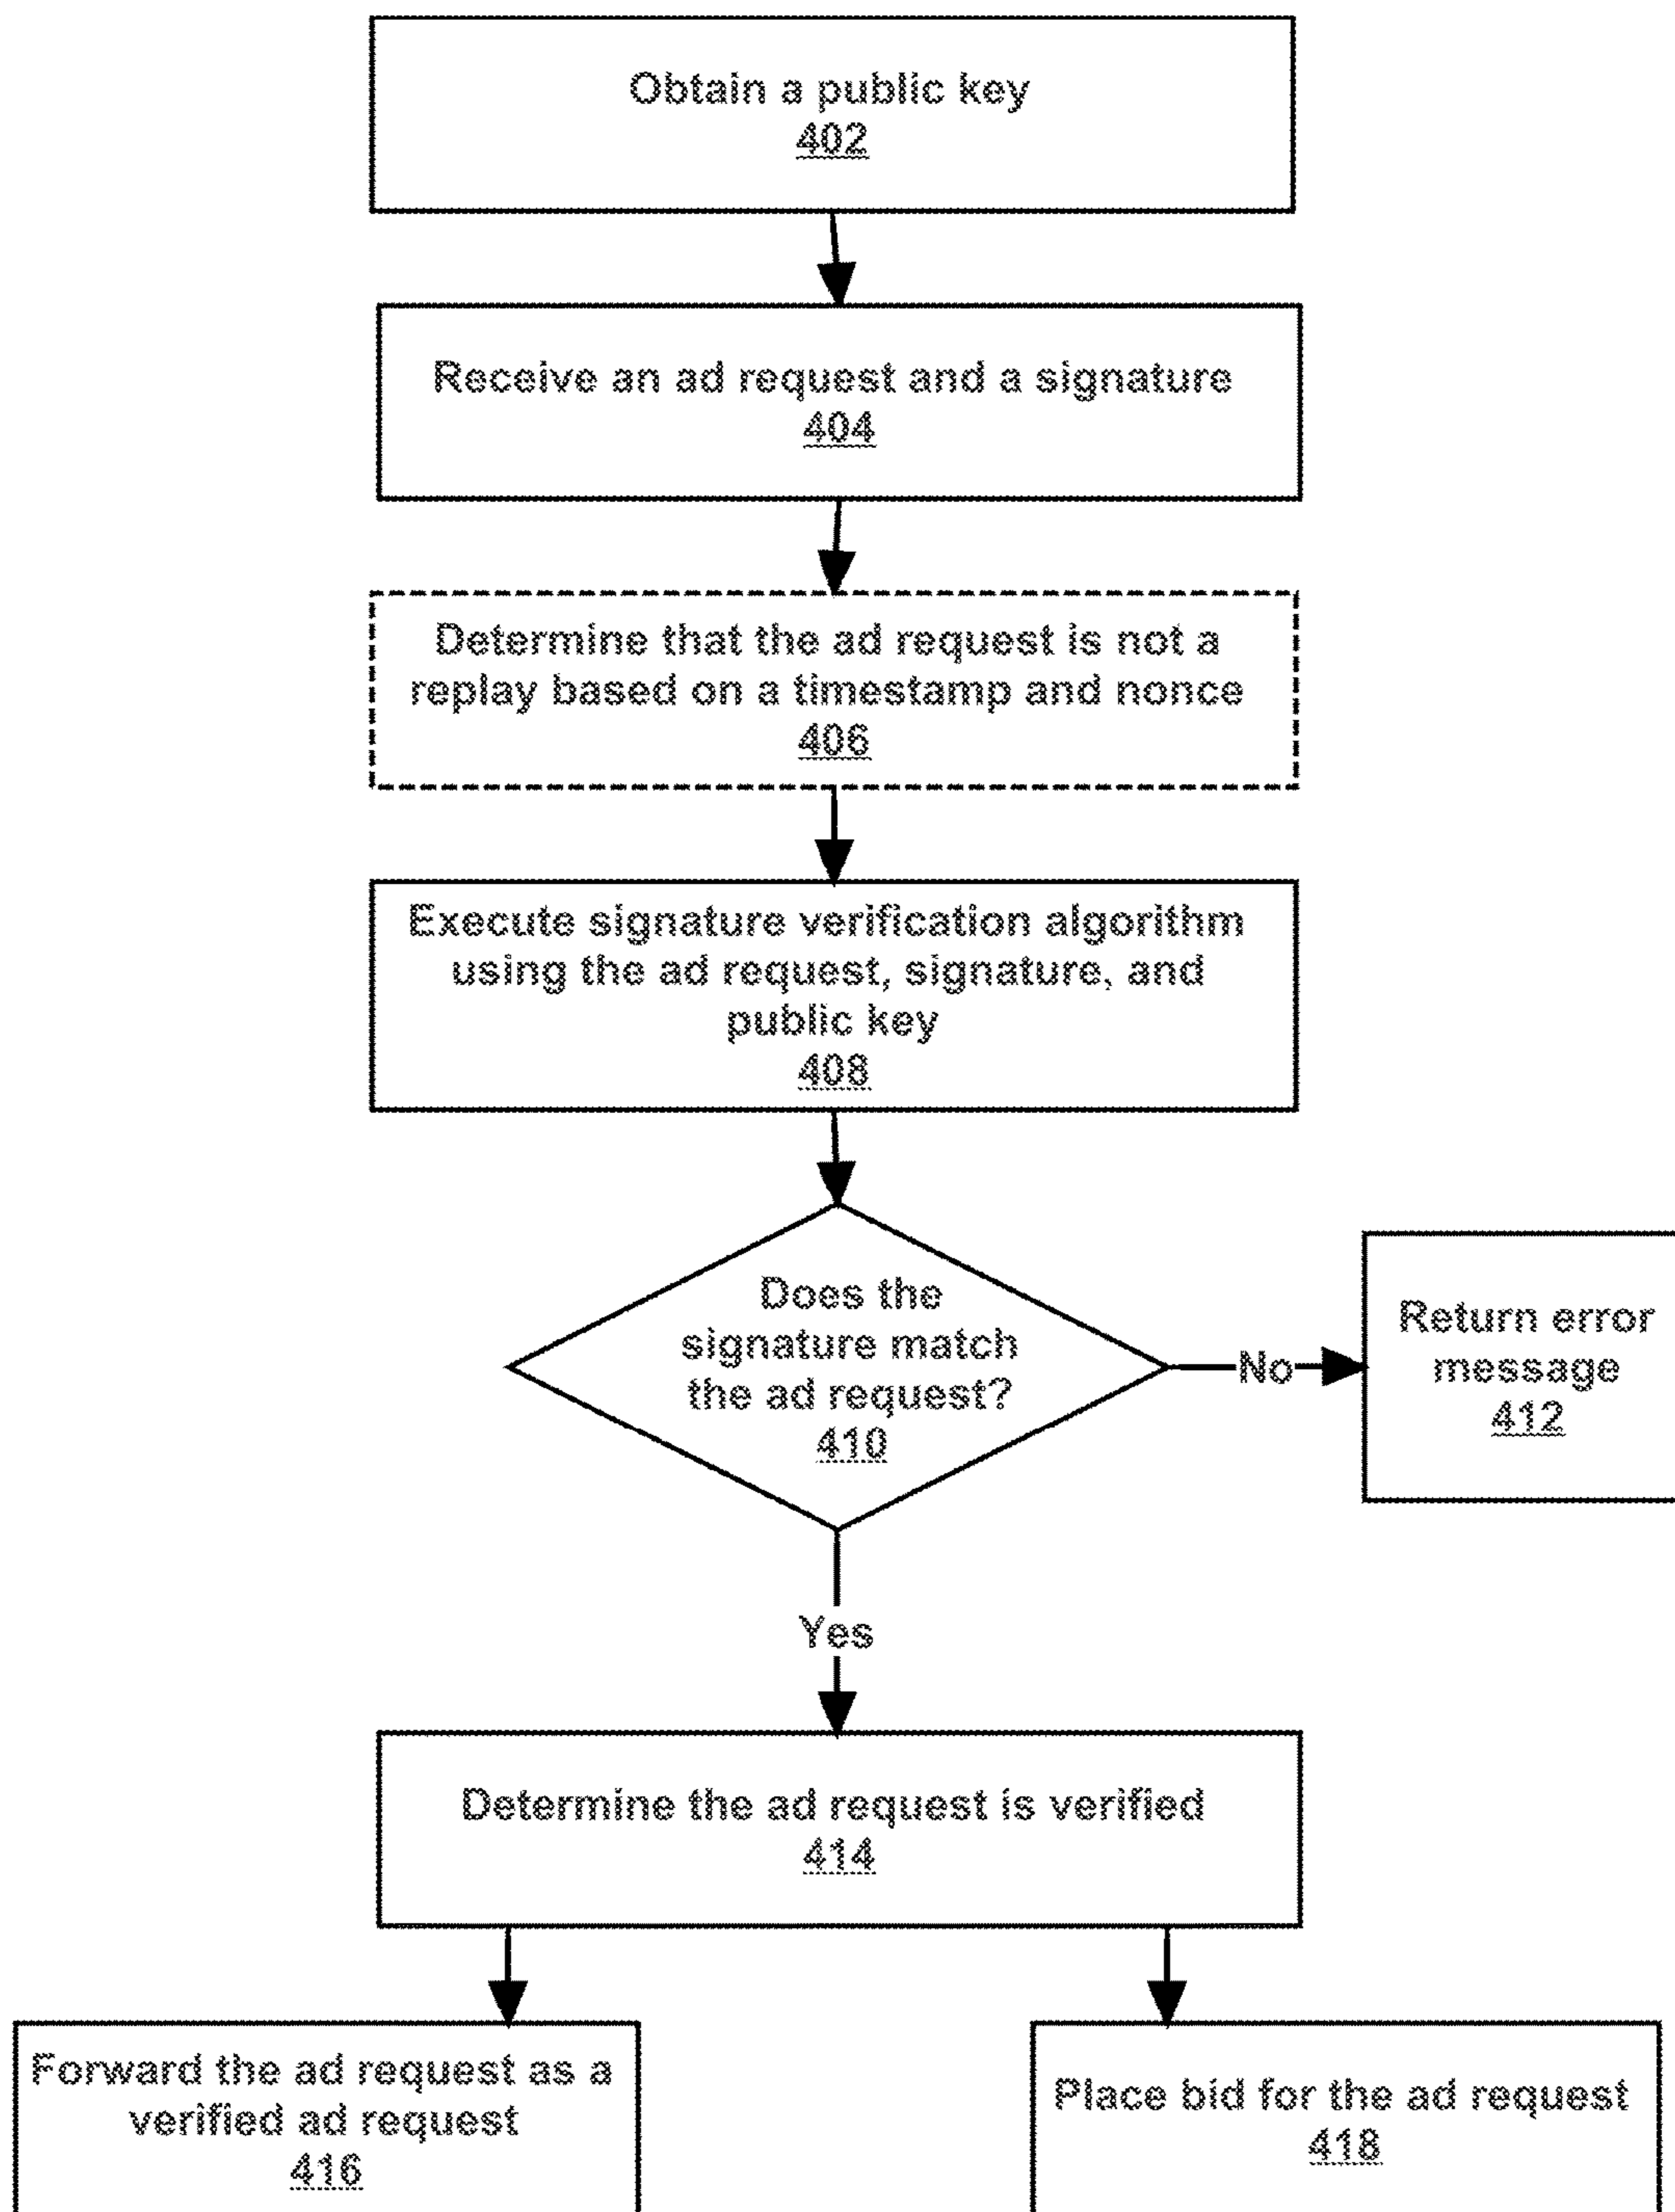 Obtain a public key
402
Receive an ad request and a signature
404
Determine that the ad request is not a
replay based on a timestamp and nonce
406
Execute signature verification algorithm
using the ad request, signature, and
public key
408
Does the
signature match
the ad request?
410
No
Return error
message
412
Yes
Determine the ad request is verified
414
Forward the ad request as a
verified ad request
416
Place bid for the ad request
418